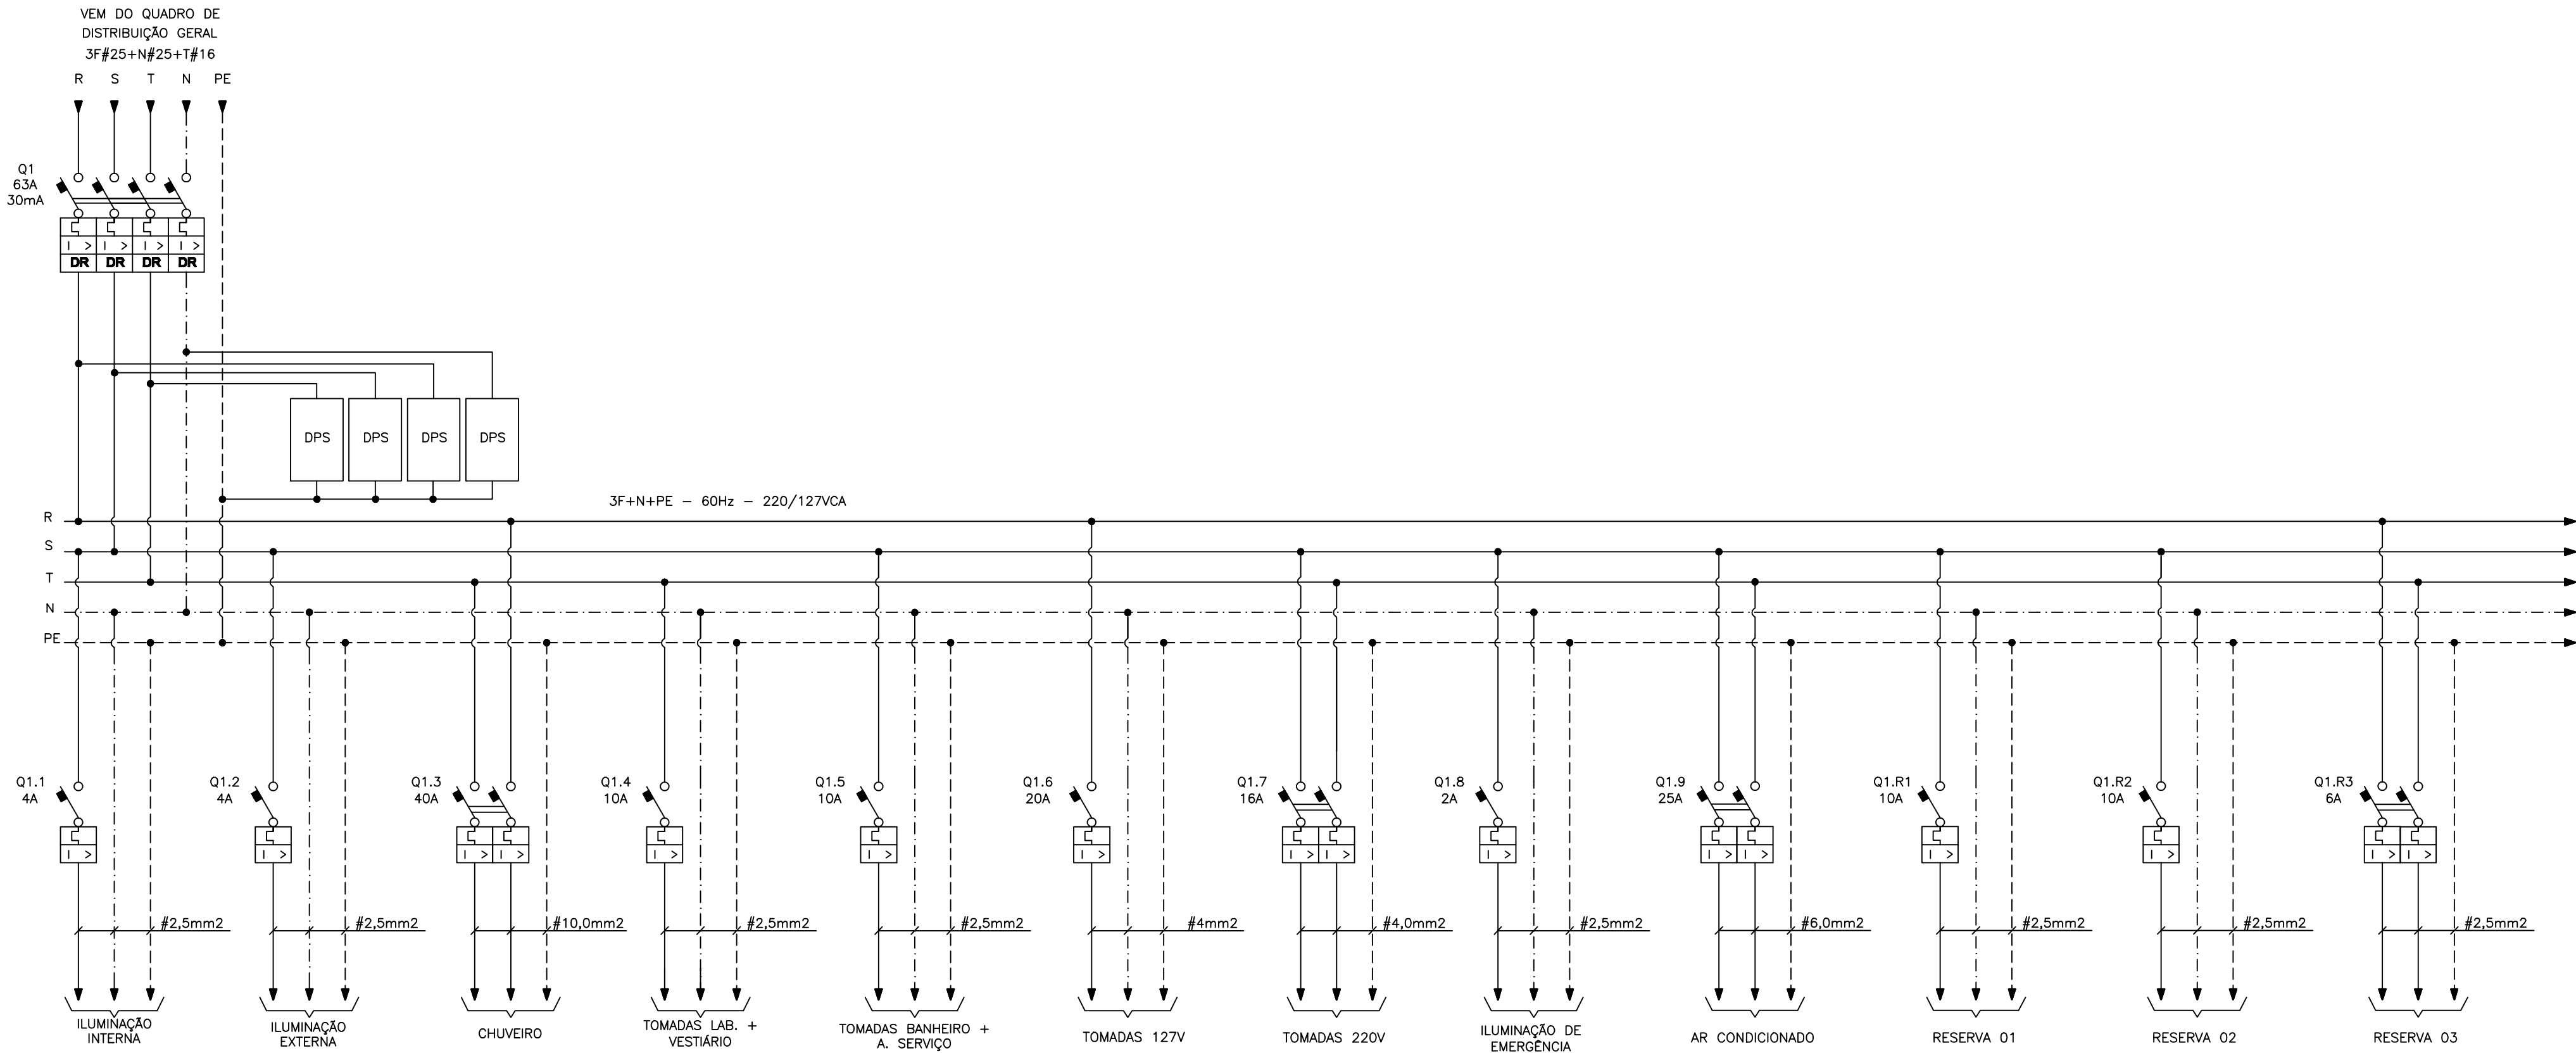 VEM DO QUADRO DE
DISTRIBUIÇÃO GERAL
3F#25+N#25+T#16
R S T N PE
Q1
63A
30mA
I > I > I > I >
DR DR DR DR
DPS DPS DPS DPS
3F+N+PE - 60Hz - 220/127VCA
R
S
T
N
PE
Q1.1
4A
I >
#2,5mm2
ILUMINAÇÃO
INTERNA
Q1.2
4A
I >
#2,5mm2
ILUMINAÇÃO
EXTERNA
Q1.3
40A
I > I >
#10,0mm2
CHUVEIRO
Q1.4
10A
I >
#2,5mm2
TOMADAS LAB. +
VESTIÁRIO
Q1.5
10A
I >
#2,5mm2
TOMADAS BANHEIRO +
A. SERVIÇO
Q1.6
20A
I >
#4mm2
TOMADAS 127V
Q1.7
16A
I > I >
#4,0mm2
TOMADAS 220V
Q1.8
2A
I >
#2,5mm2
ILUMINAÇÃO DE
EMERGÊNCIA
Q1.9
25A
I > I >
#6,0mm2
AR CONDICIONADO
Q1.R1
10A
I >
#2,5mm2
RESERVA 01
Q1.R2
10A
I >
#2,5mm2
RESERVA 02
Q1.R3
6A
I > I >
#2,5mm2
RESERVA 03